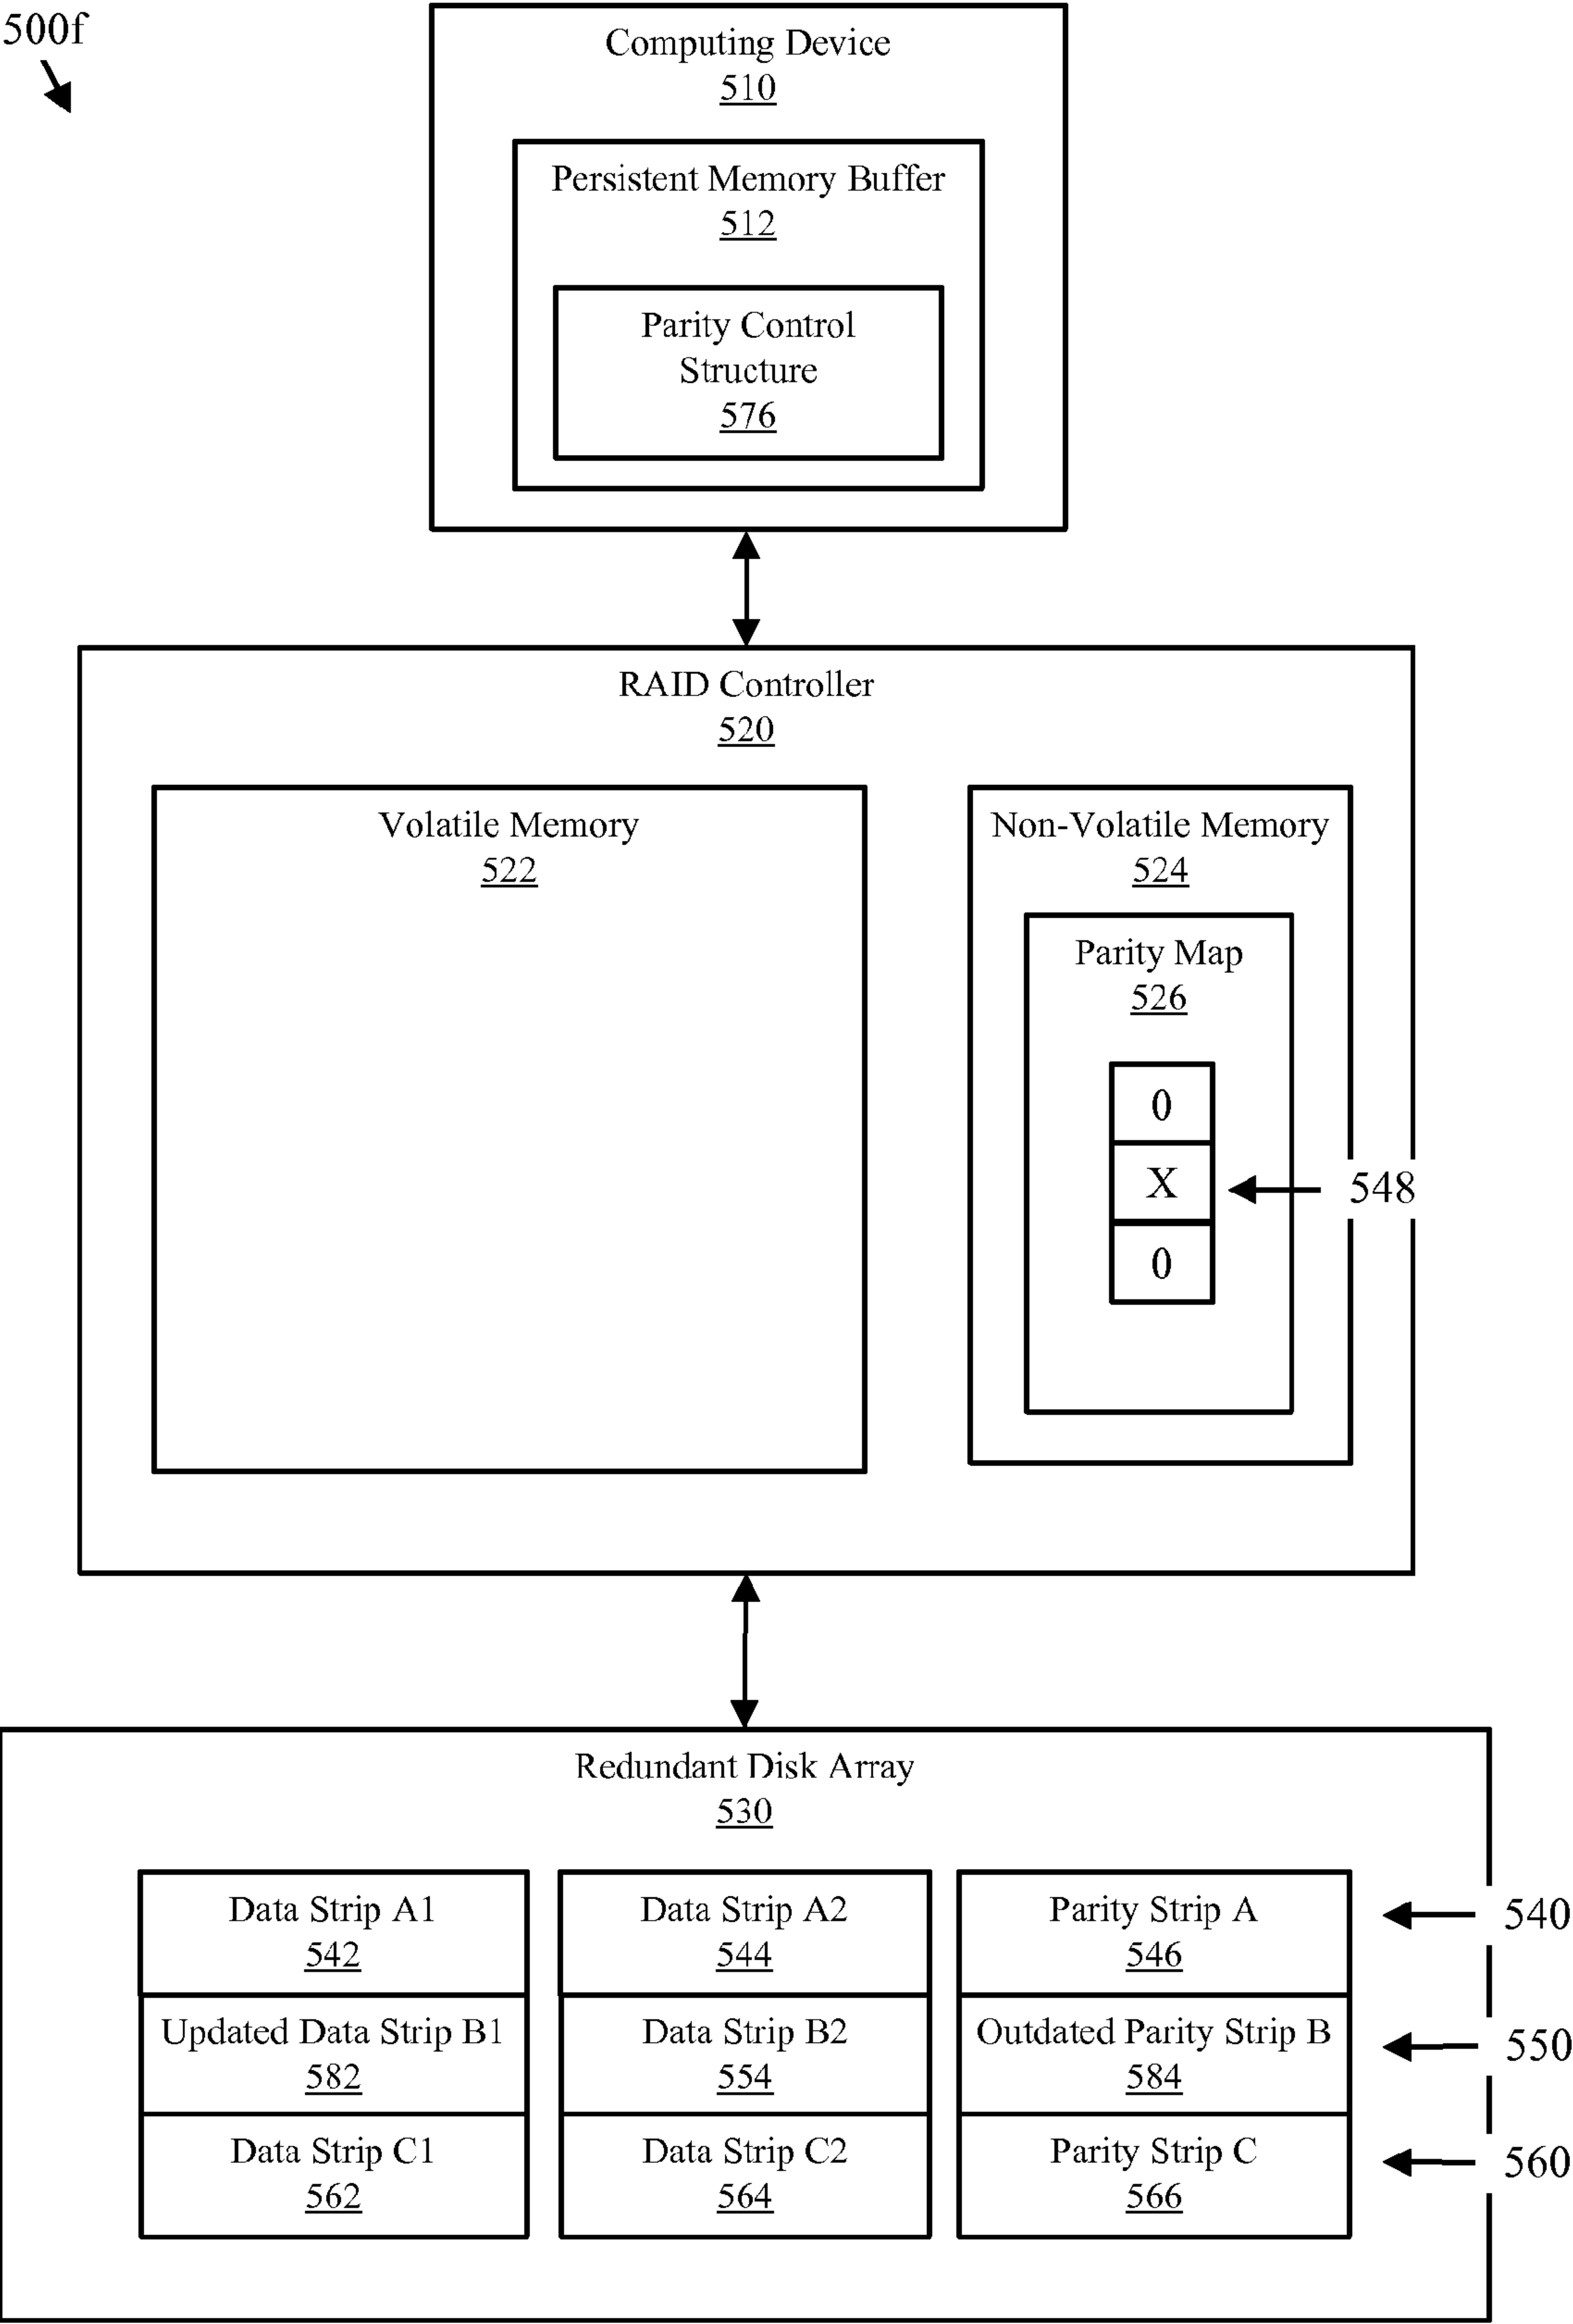 500f
Computing Device
510
Persistent Memory Buffer
512
Parity Control
Structure
576
RAID Controller
520
Volatile Memory
522
Non-Volatile Memory
524
Parity Map
526
0
X
548
0
Redundant Disk Array
530
Data Strip A1
542
Data Strip A2
544
Parity Strip A
546
540
Updated Data Strip B1
582
Data Strip B2
554
Outdated Parity Strip B
584
550
Data Strip C1
562
Data Strip C2
564
Parity Strip C
566
560